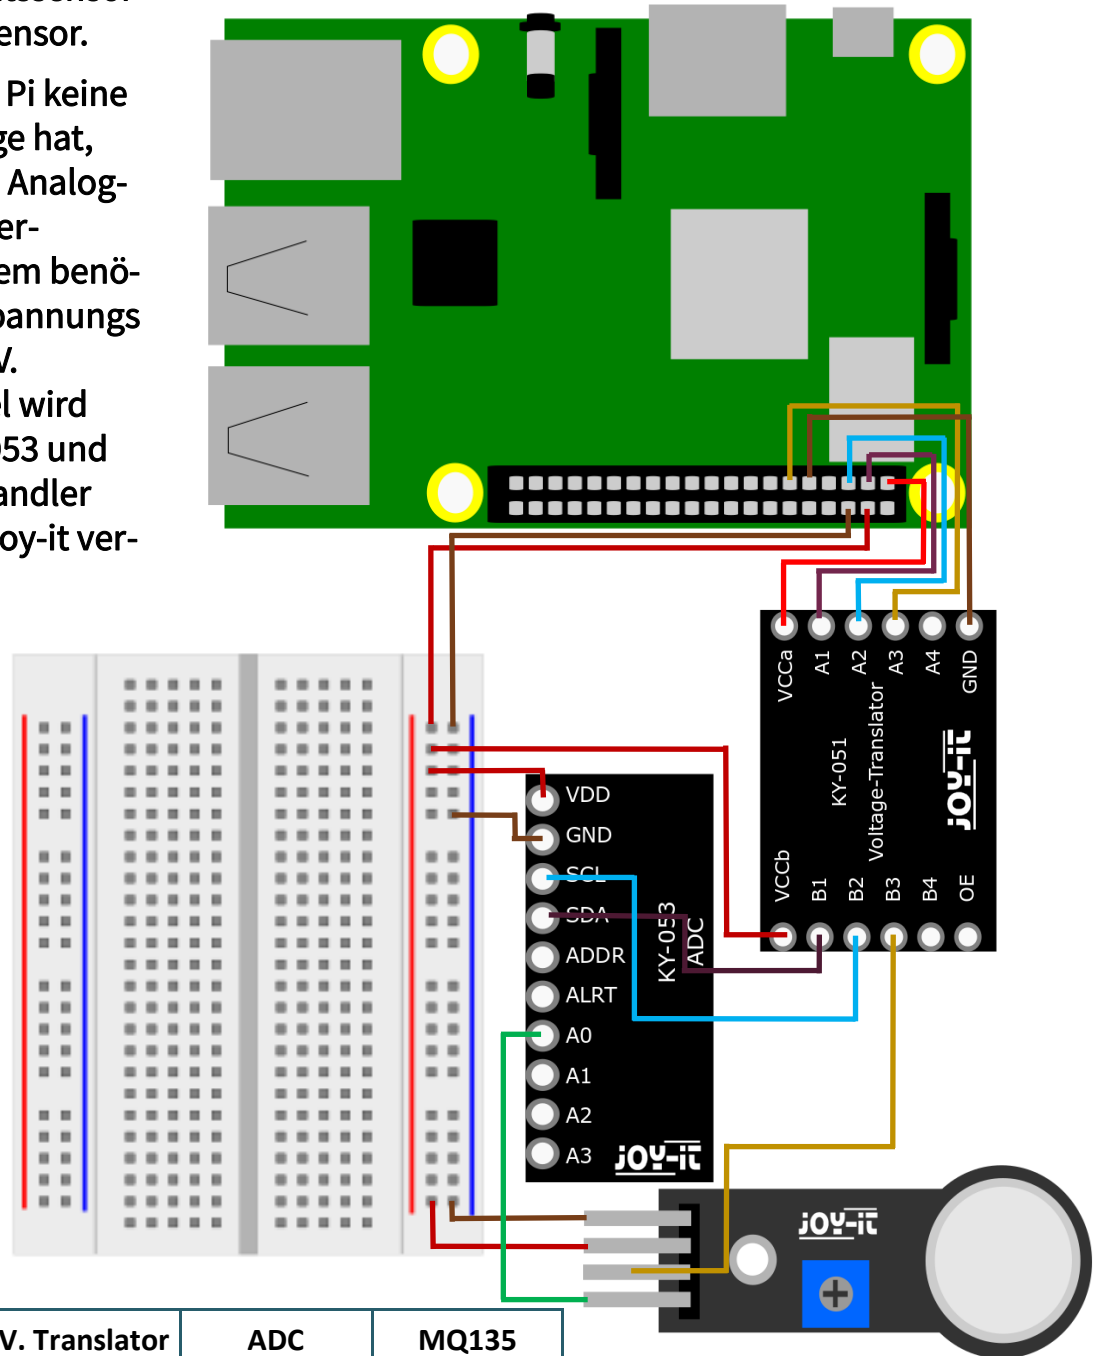 ensor.
Pi keine
ge hat,
Analog-
er-
em benö-
pannungs
V.
el wird
053 und
andler
oy-it ver-
VCCa
A1
A2
A3
A4
GND
KY-051
Voltage-Translator
JOY-iT
VCCb
B1
B2
B3
B4
OE
VDD
GND
SCL
SDA
ADDR
ALRT
A0
A1
A2
A3
KY-053
ADC
JOY-iT
JOY-iT
V. Translator
ADC
MQ135